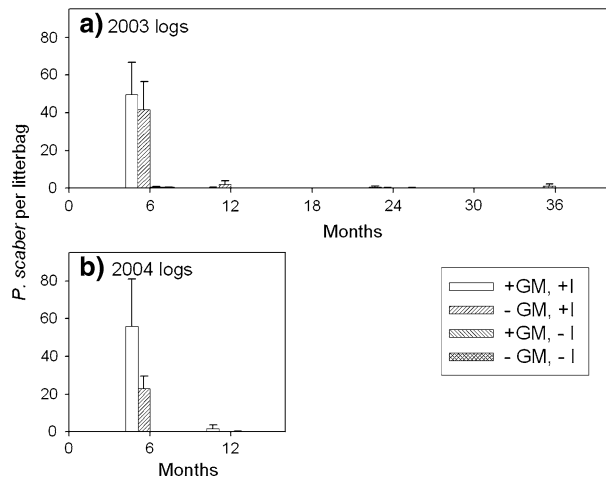 a) 2003 logs
80
60
40
20
0
0 6 12 18 24 30 36
Months
P. scaber per litterbag
b) 2004 logs
80
60
40
20
0
0 6 12
Months
+GM, +I
- GM, +I
+GM, - I
- GM, - I